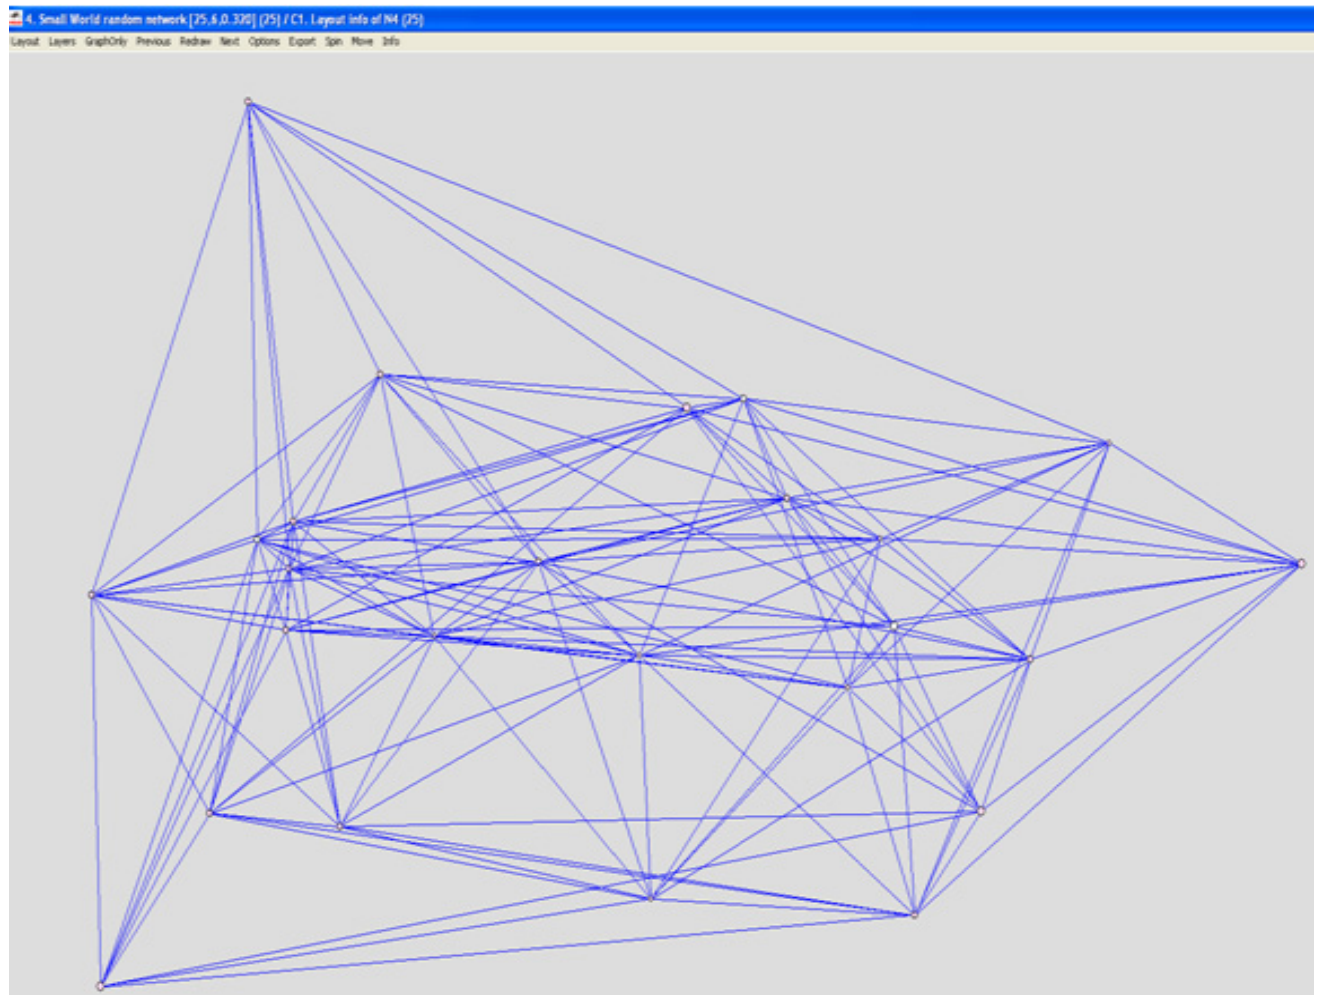 4. Small World random network [25,6,0.320] (25) / C1. Layout info of N4 (25)
Layout Layers GraphOnly Previous Redraw Next Options Export Spin Move Info